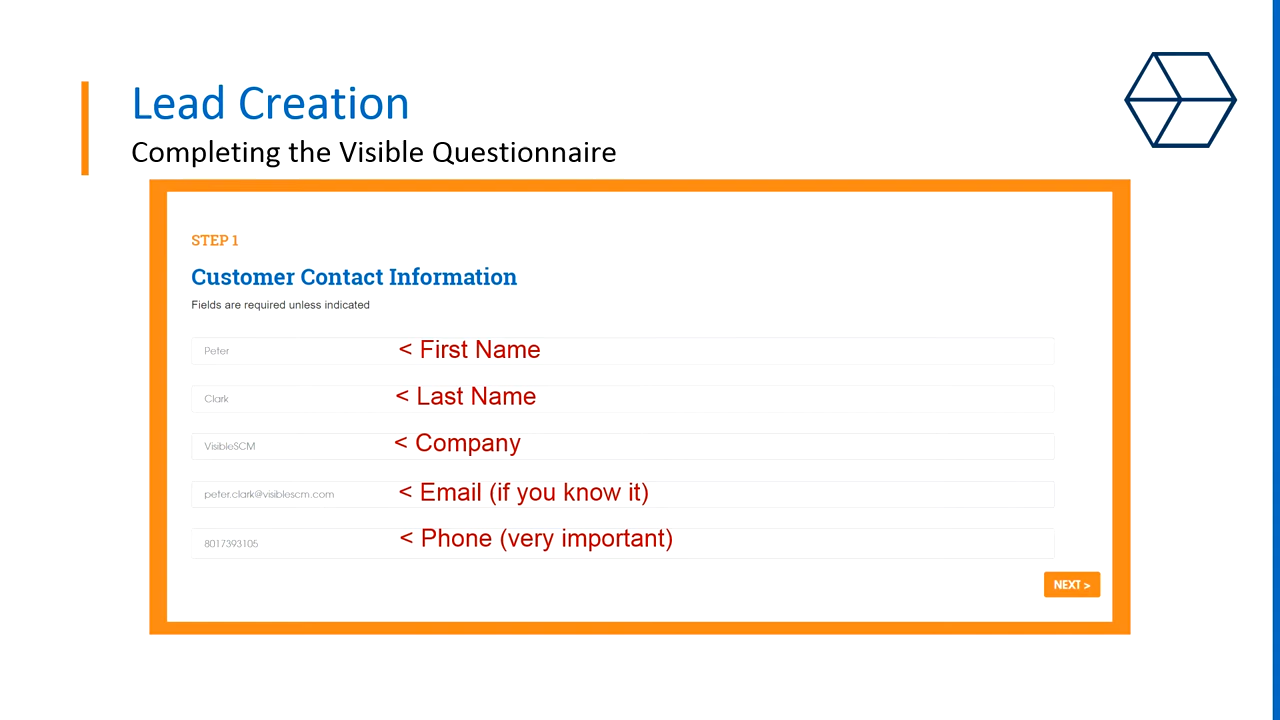 Lead Creation
Completing the Visible Questionnaire
STEP 1
Customer Contact Information
Fields are required unless indicated
Peter < First Name
Clark < Last Name
VisibleSCM < Company
peter.clark@visiblescm.com < Email (if you know it)
8017393105 < Phone (very important)
NEXT >